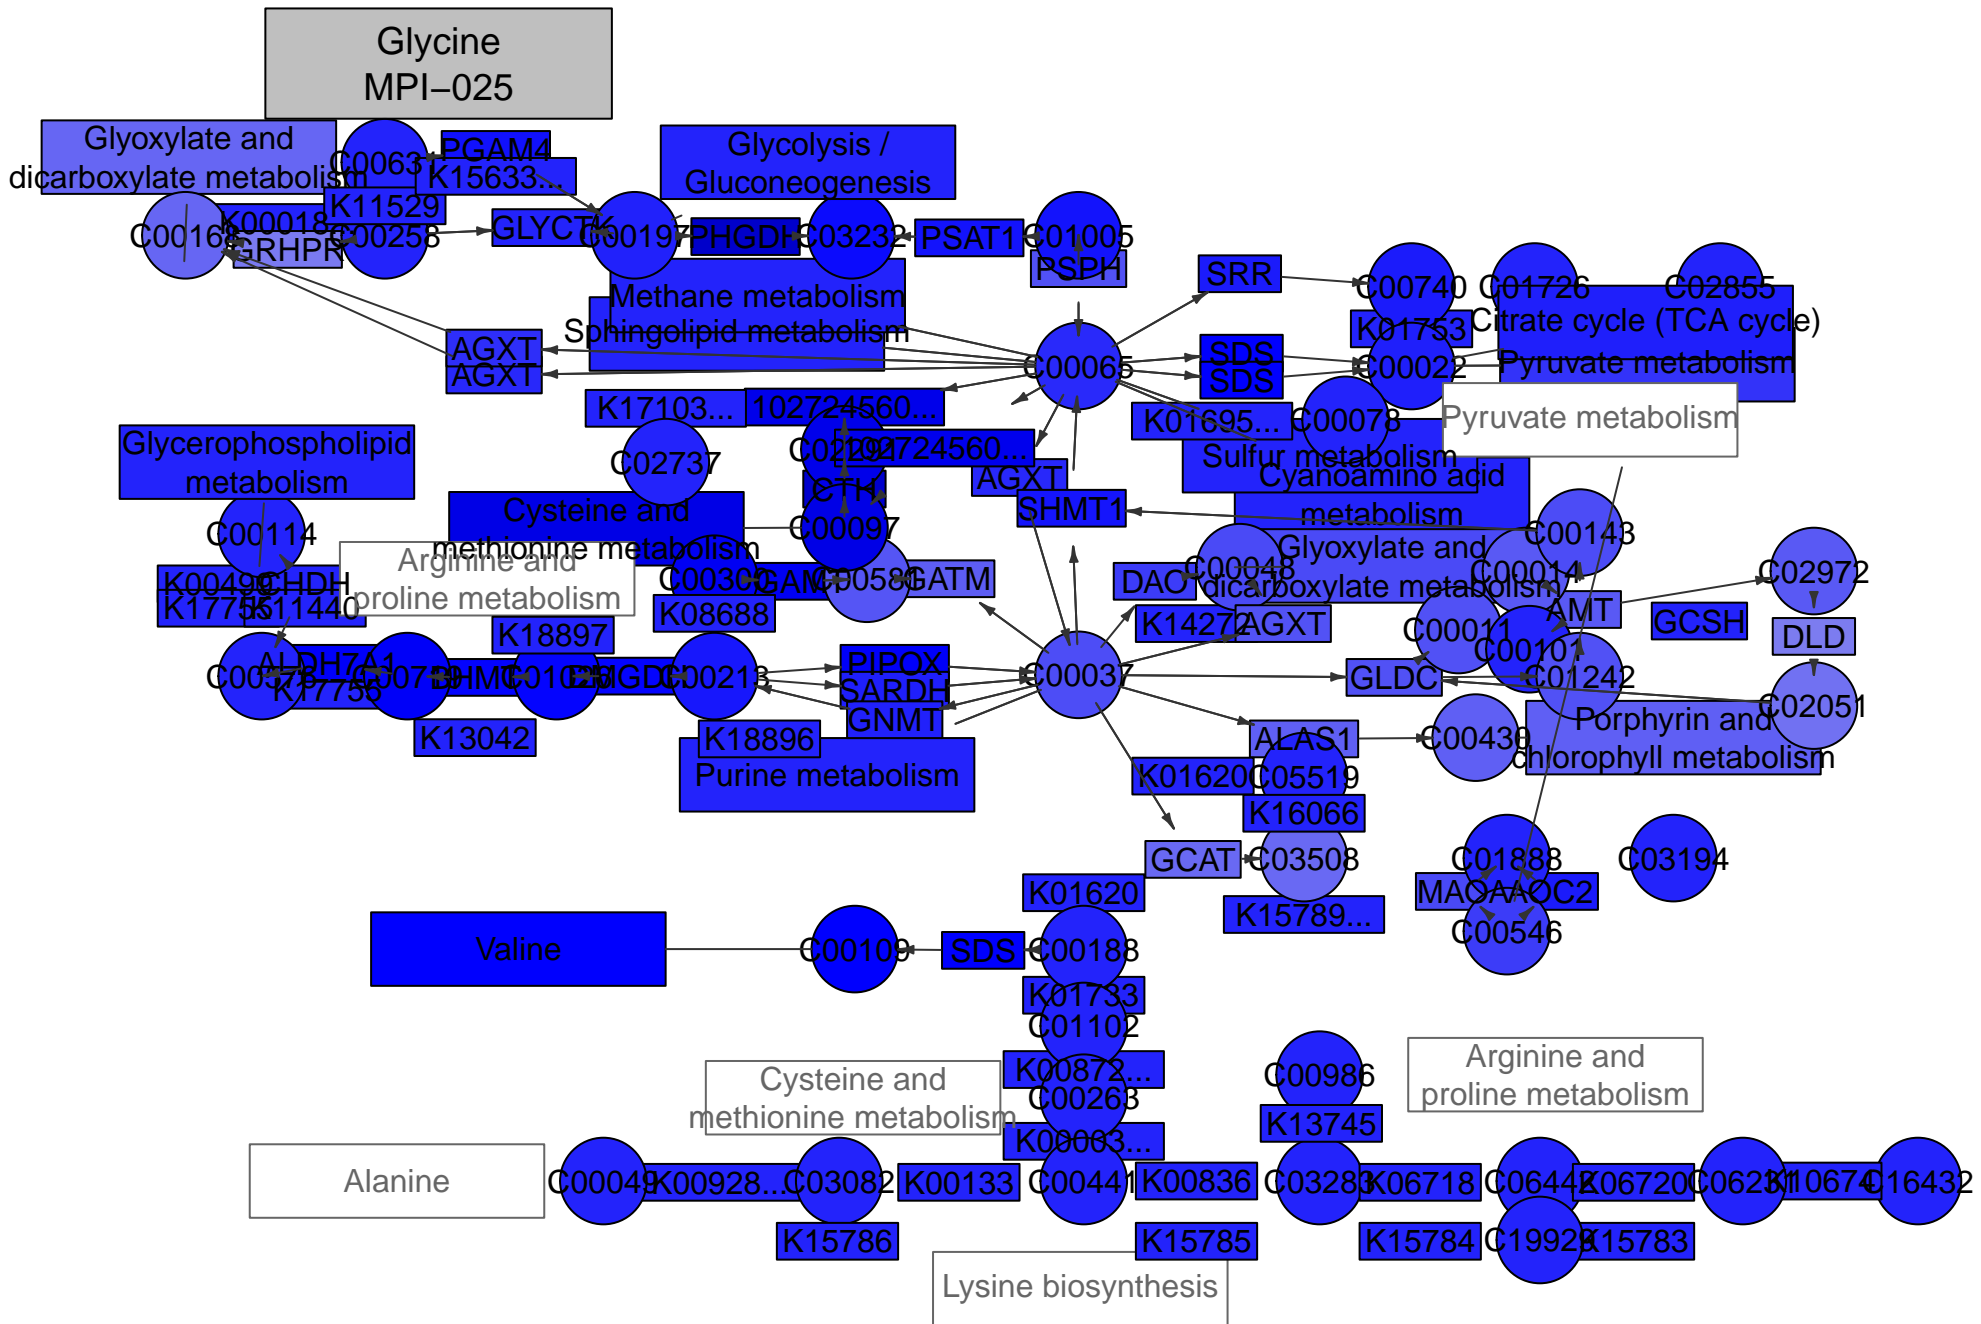 Glycine
MPI–025
Glyoxylate and
dicarboxylate metabolism
PGAM4
K15633...
K11529
Glycolysis /
Gluconeogenesis
K00018
GRHPR
C00258
GLYCTK
C00197
PHGDH
C03232
PSAT1
C01005
PSPH
SRR
C00740
C01726
C02855
K01753
Citrate cycle (TCA cycle)
Pyruvate metabolism
Methane metabolism
Sphingolipid metabolism
AGXT
AGXT
C00065
SDS
SDS
C00022
K17103...
102724560...
K01695...
C00078
Pyruvate metabolism
Glycerophospholipid
metabolism
C02737
102724560...
Sulfur metabolism
Cyanoamino acid
metabolism
AGXT
CTH
SHMT1
Cysteine and
methionine metabolism
C00097
C00114
C00143
Arginine and
proline metabolism
Glyoxylate and
dicarboxylate metabolism
K00499
CHDH
K17755
K11440
C00300
GATM
DAO
C00048
C00014
C02972
K08688
K14272
AGXT
AMT
GCSH
DLD
K18897
C00011
C00101
ALDH7A1
K17755
C00213
PIPOX
SARDH
GNMT
C00037
GLDC
C01242
C02051
K13042
K18896
Purine metabolism
ALAS1
C00430
Porphyrin and
chlorophyll metabolism
K01620
C05519
K16066
GCAT
C03508
K15789...
C01888
C03194
MAOA
AOC2
C00546
K01620
Valine
C00109
SDS
C00188
K01733
C01102
K00872...
Cysteine and
methionine metabolism
C00263
K00003...
C00986
K13745
Arginine and
proline metabolism
Alanine
C00049
K00928...
C03082
K00133
C00441
K00836
C03283
K06718
C06442
K06720
C06231
K10674
C16432
K15786
K15785
K15784
C19929
K15783
Lysine biosynthesis